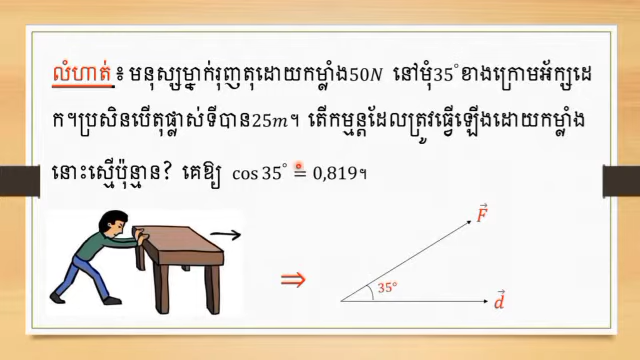 លំហាត់ ៖ មនុស្សម្នាក់រុញតុដោយកម្លាំង50N នៅមុំ35°ខាងក្រោមអ័ក្សដេ
ក។ប្រសិនបើតុផ្លាស់ទីបាន25m។ តើកម្មន្តដែលត្រូវធ្វើឡើងដោយកម្លាំង
នោះស្មើប៉ុន្មាន? គេឱ្យ cos 35° = 0,819។
F⃗
35°
d⃗